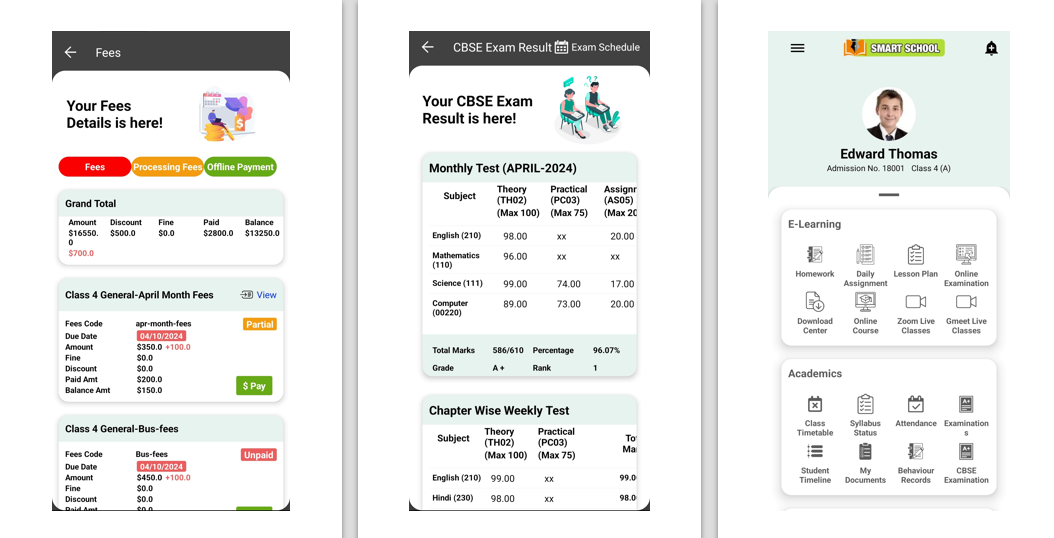 Fees
Your Fees
Details is here!
Fees Processing Fees Offline Payment
Grand Total
Amount Discount Fine Paid Balance
$16550. $500.0 $0.0 $2800.0 $13250.0
0
$700.0
Class 4 General-April Month Fees View
Fees Code apr-month-fees Partial
Due Date 04/10/2024
Amount $350.0 +100.0
Fine $0.0
Discount $0.0
Paid Amt $200.0
Balance Amt $150.0 $ Pay
Class 4 General-Bus-fees
Fees Code Bus-fees Unpaid
Due Date 04/10/2024
Amount $450.0 +100.0
Fine $0.0
Discount $0.0
Paid Amt $0.0
CBSE Exam Result Exam Schedule
Your CBSE Exam
Result is here!
Monthly Test (APRIL-2024)
Subject Theory (TH02) (Max 100) Practical (PC03) (Max 75) Assignr (AS05) (Max 20
English (210) 98.00 xx 20.00
Mathematics (110) 96.00 xx xx
Science (111) 99.00 74.00 17.00
Computer (00220) 89.00 73.00 20.00
Total Marks 586/610 Percentage 96.07%
Grade A + Rank 1
Chapter Wise Weekly Test
Subject Theory (TH02) (Max 100) Practical (PC03) (Max 75) Tot Ma
English (210) 99.00 xx 99.0
Hindi (230) 98.00 xx 98.0
SMART SCHOOL
Edward Thomas
Admission No. 18001 Class 4 (A)
E-Learning
Homework Daily Assignment Lesson Plan Online Examination
Download Center Online Course Zoom Live Classes Gmeet Live Classes
Academics
Class Timetable Syllabus Status Attendance Examination
s
Student Timeline My Documents Behaviour Records CBSE Examination